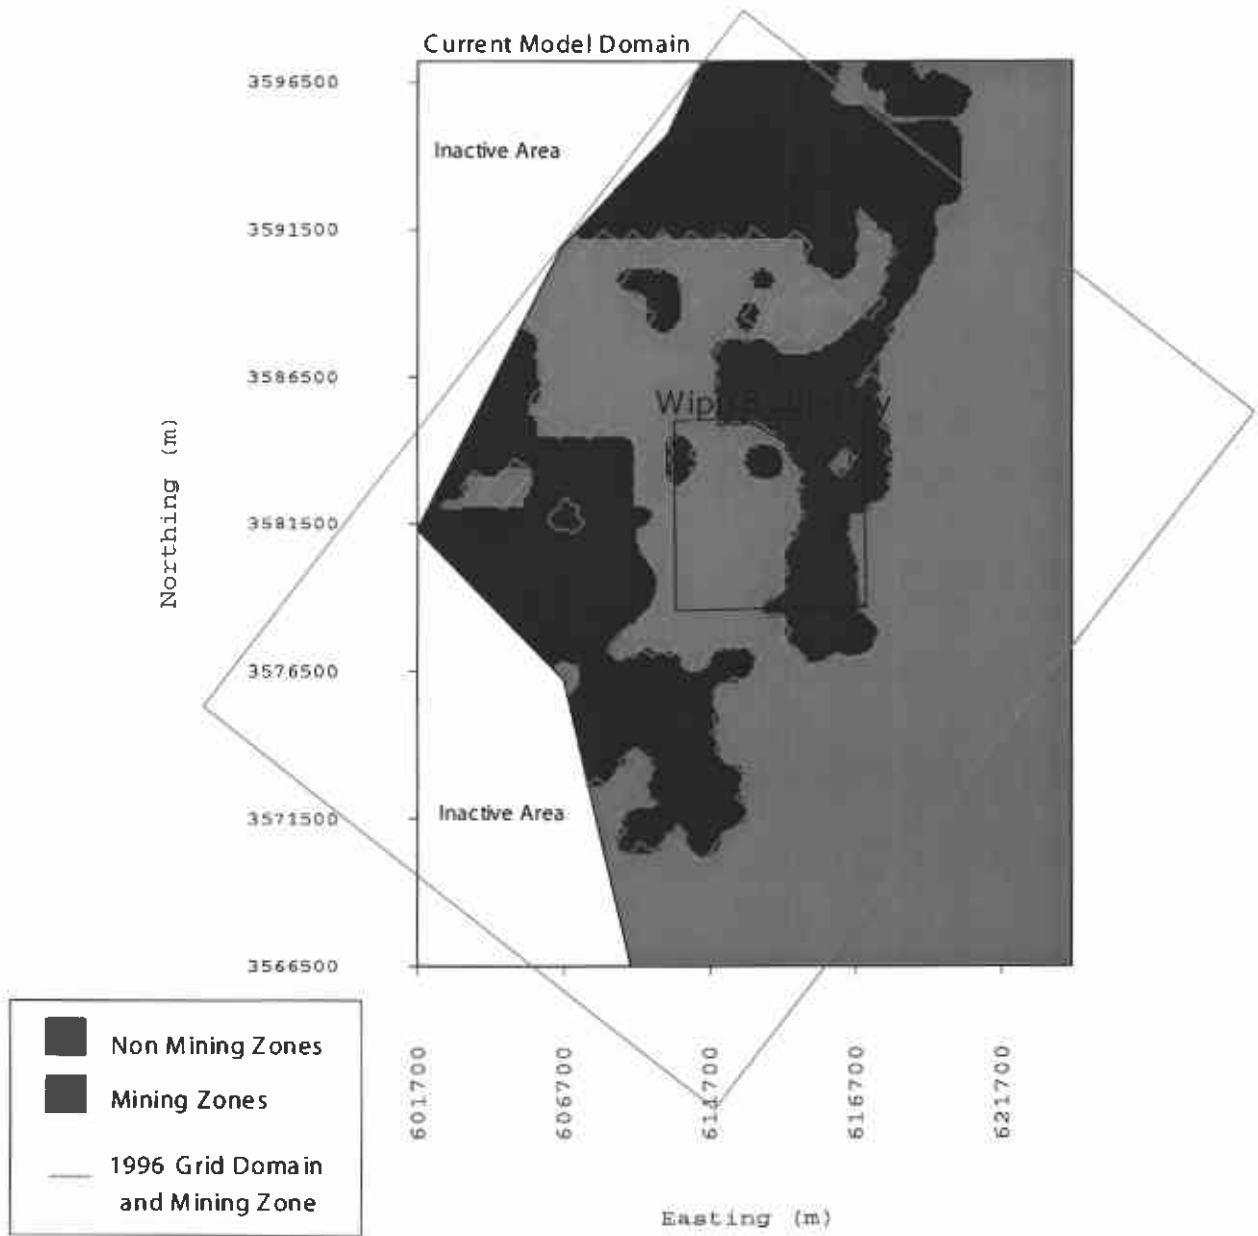 Current Model Domain
3596500
Inactive Area
3591500
3586500
Northing (m)
3581500
3576500
3571500
Inactive Area
3566500
601700
606700
611700
616700
621700
Easting (m)
Non Mining Zones
Mining Zones
1996 Grid Domain
and Mining Zone